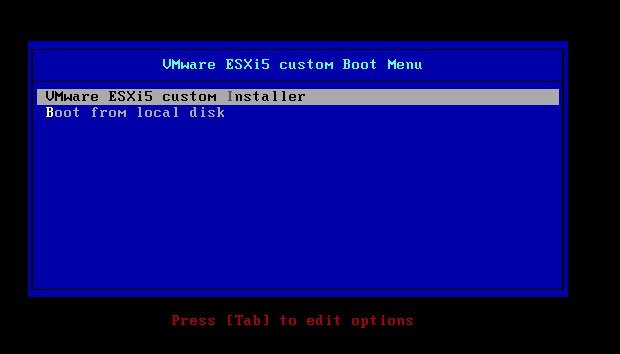 VMware ESXi5 custom Boot Menu
VMware ESXi5 custom Installer
Boot from local disk
Press [Tab] to edit options